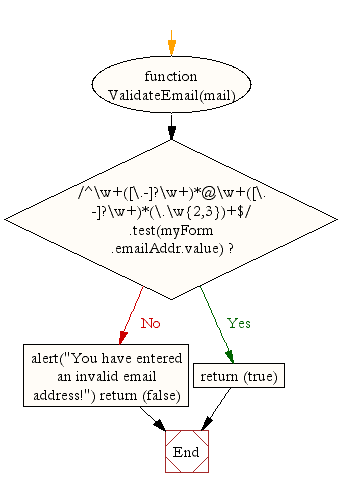 function
ValidateEmail(mail)
/^\w+([\.-]?\w+)*@\w+([\.
-]?\w+)*(\.\w{2,3})+$/
.test(myForm
.emailAddr.value) ?
No
Yes
alert("You have entered
an invalid email
address!") return (false)
return (true)
End